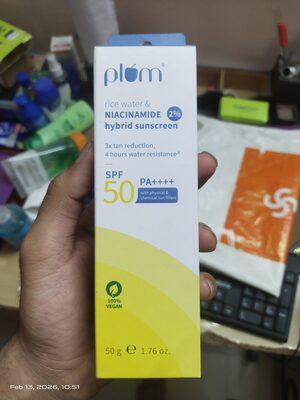 plúm®
rice water &
NIACINAMIDE 2%
hybrid sunscreen
3x tan reduction,
4 hours water resistance^
SPF
50 PA++++
with physical &
chemical sun filters
100%
VEGAN
50 g e 1.76 oz.
Feb 13, 2026, 10:51